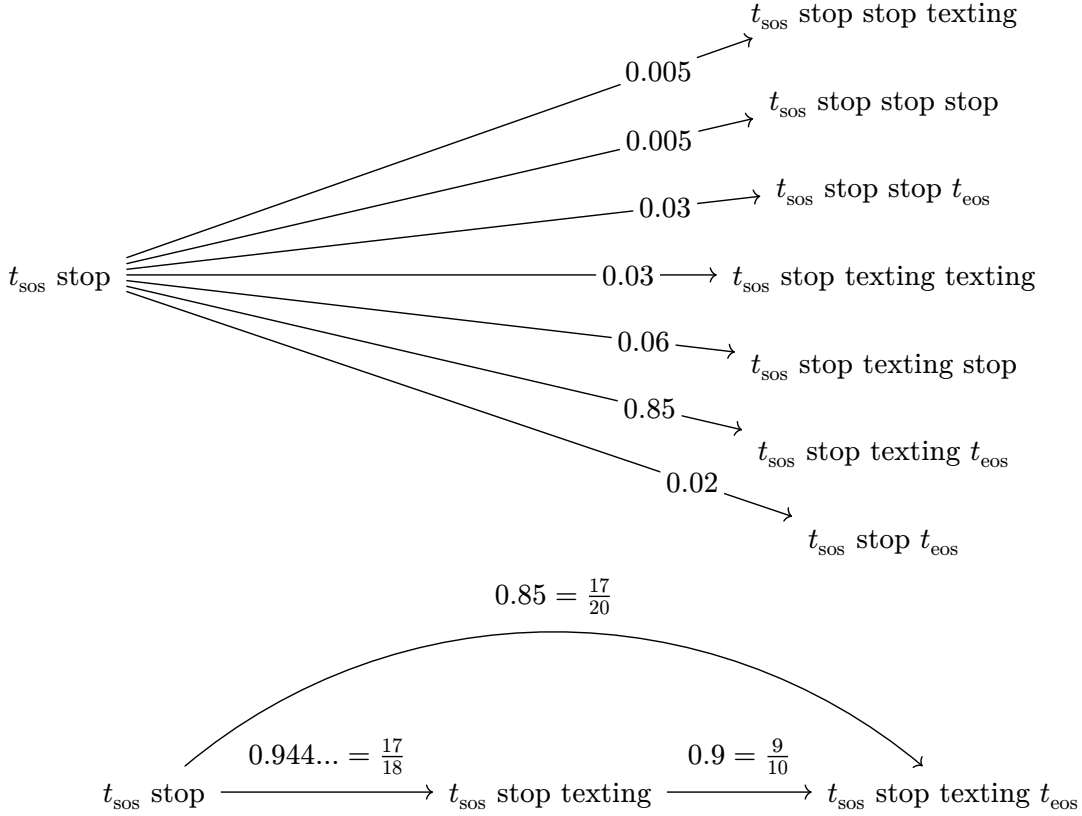 t_sos stop stop texting
0.005
t_sos stop stop stop
0.005
t_sos stop stop t_eos
0.03
t_sos stop
0.03
t_sos stop texting texting
0.06
t_sos stop texting stop
0.85
t_sos stop texting t_eos
0.02
t_sos stop t_eos
0.85 = 17/20
0.944... = 17/18
0.9 = 9/10
t_sos stop
t_sos stop texting
t_sos stop texting t_eos